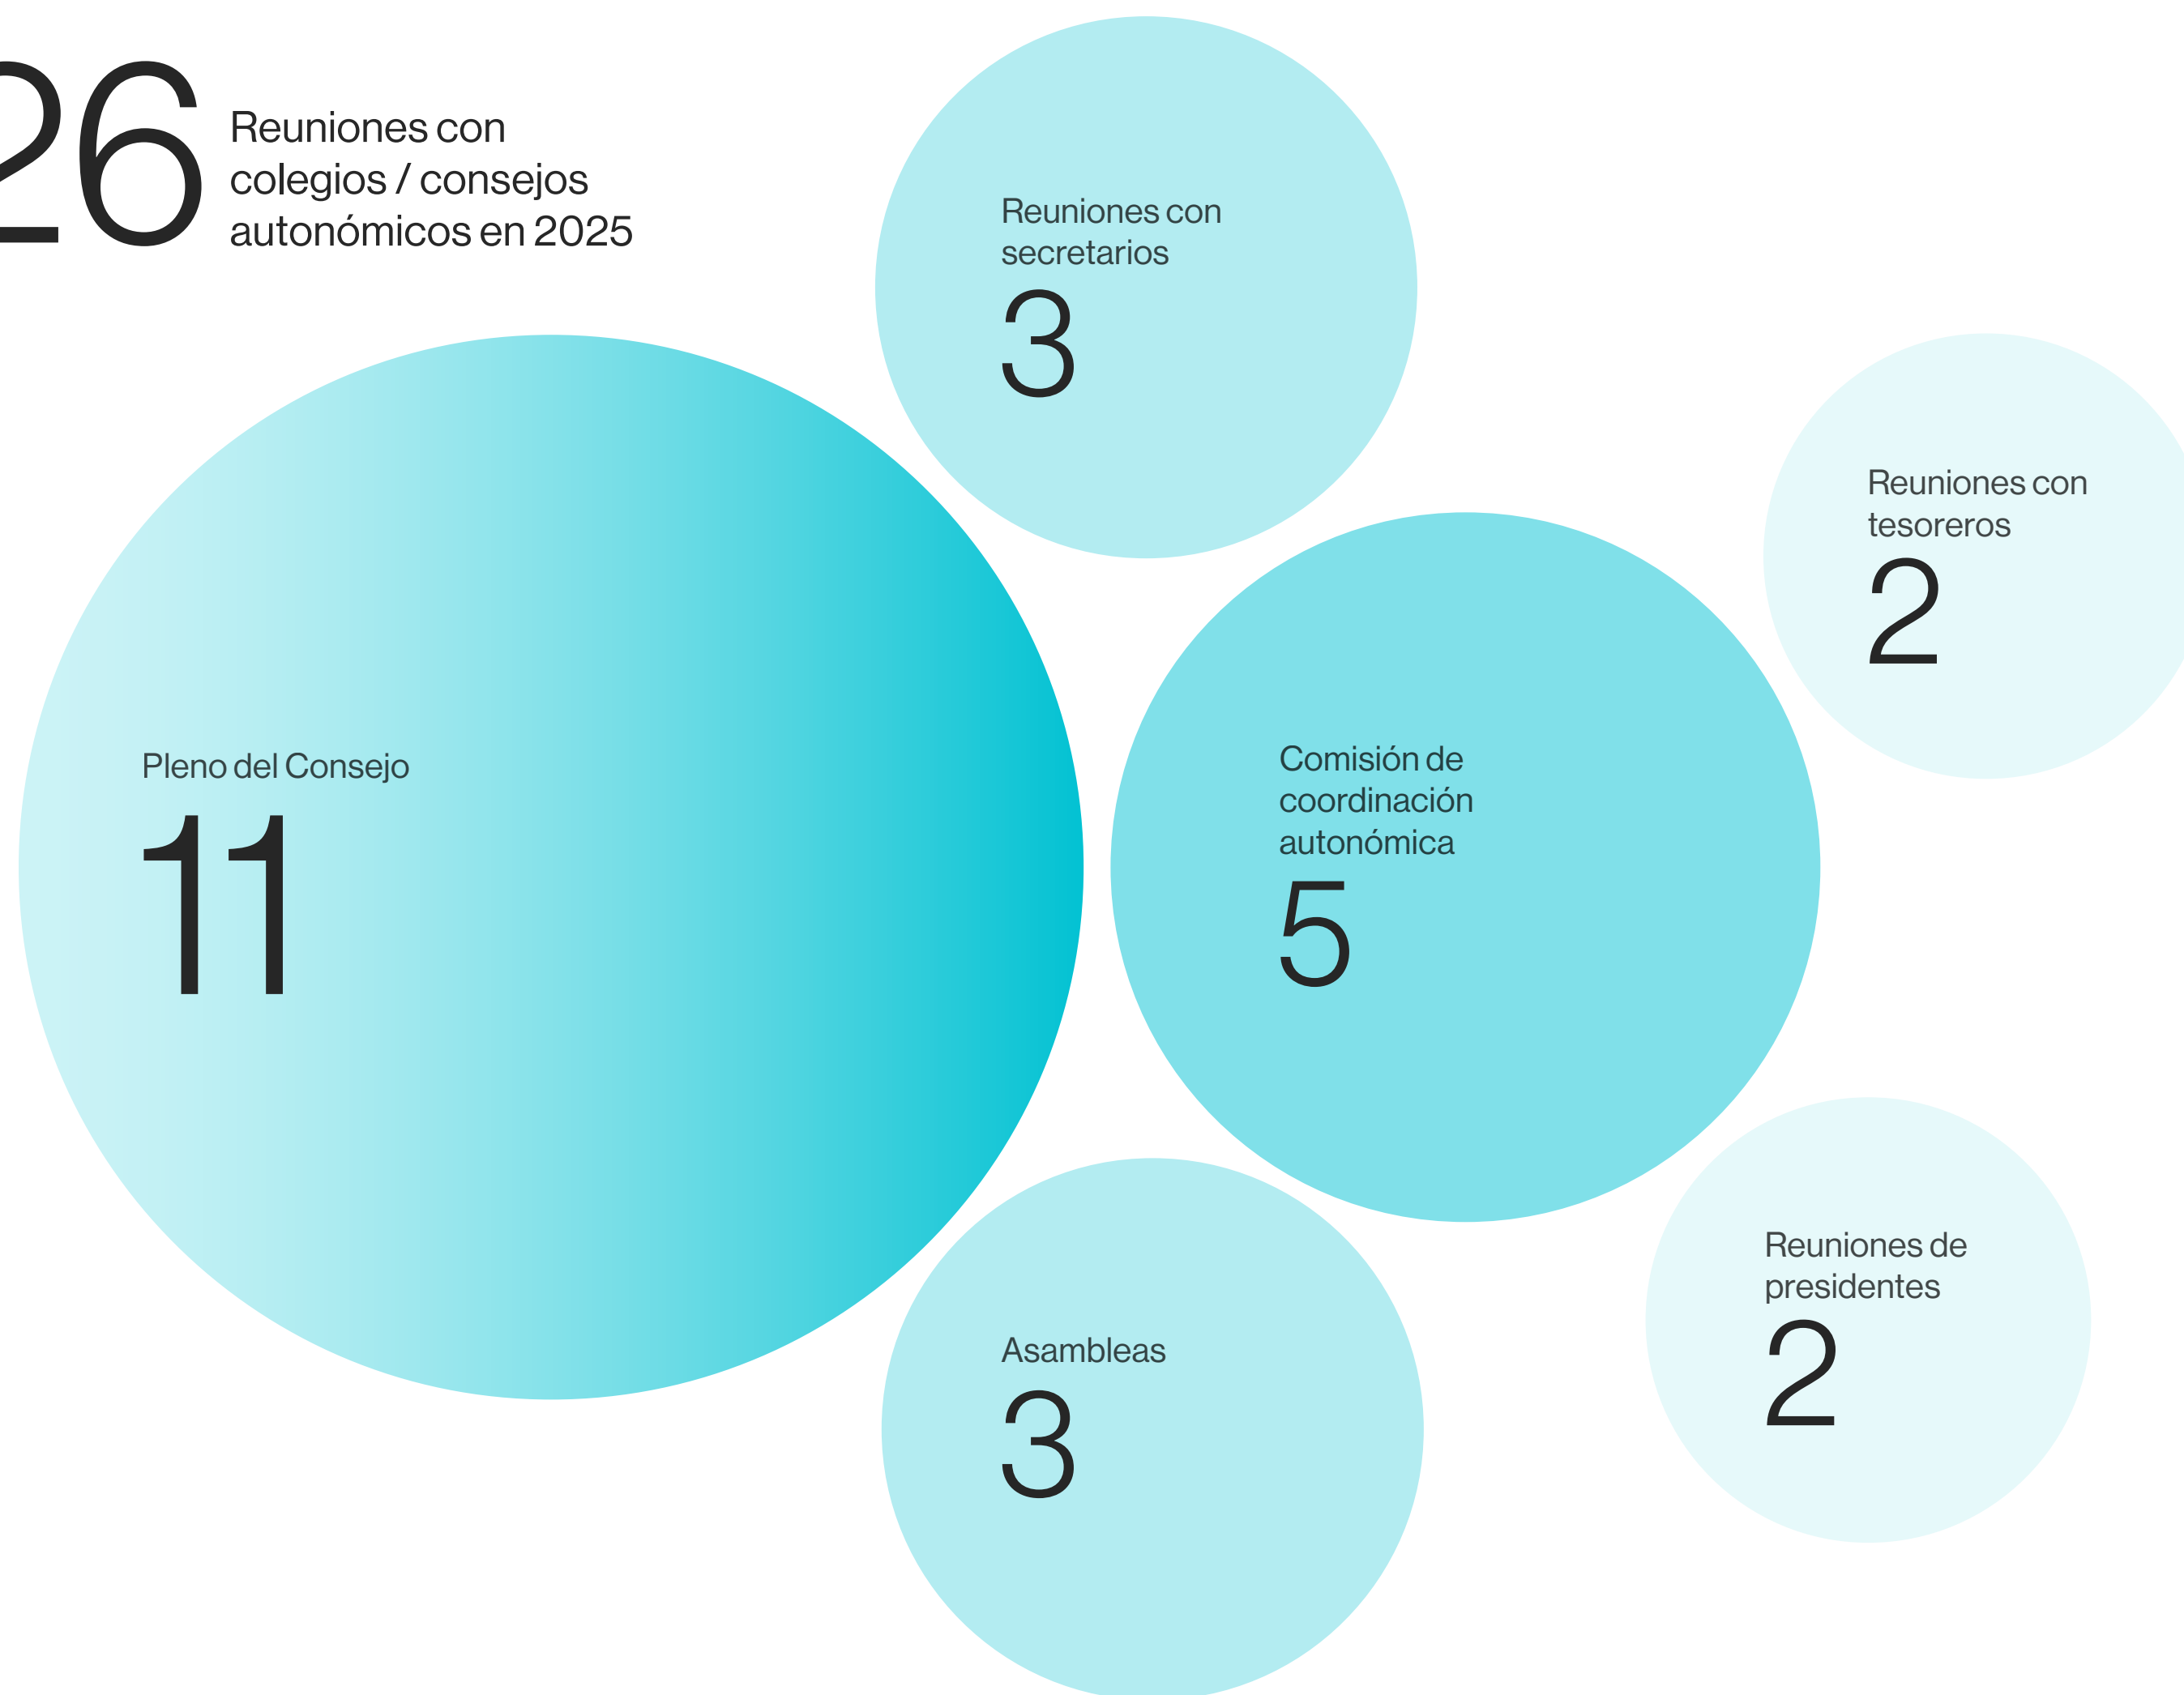 26
Reuniones con
colegios / consejos
autonómicos en 2025
Reuniones con
secretarios
3
Reuniones con
tesoreros
2
Pleno del Consejo
11
Comisión de
coordinación
autonómica
5
Reuniones de
presidentes
2
Asambleas
3